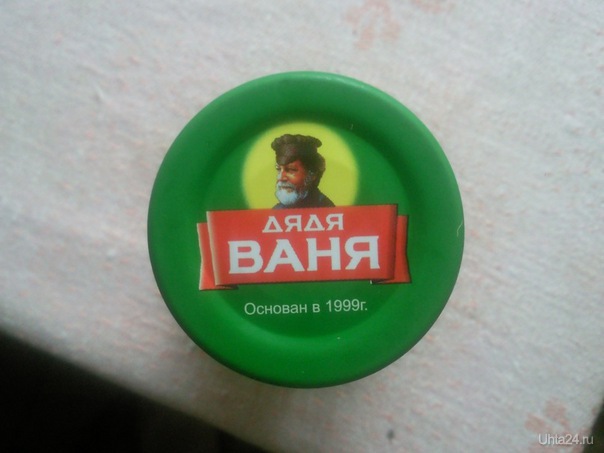 ДЯДЯ
ВАНЯ
Основан в 1999г.
Uhta24.ru